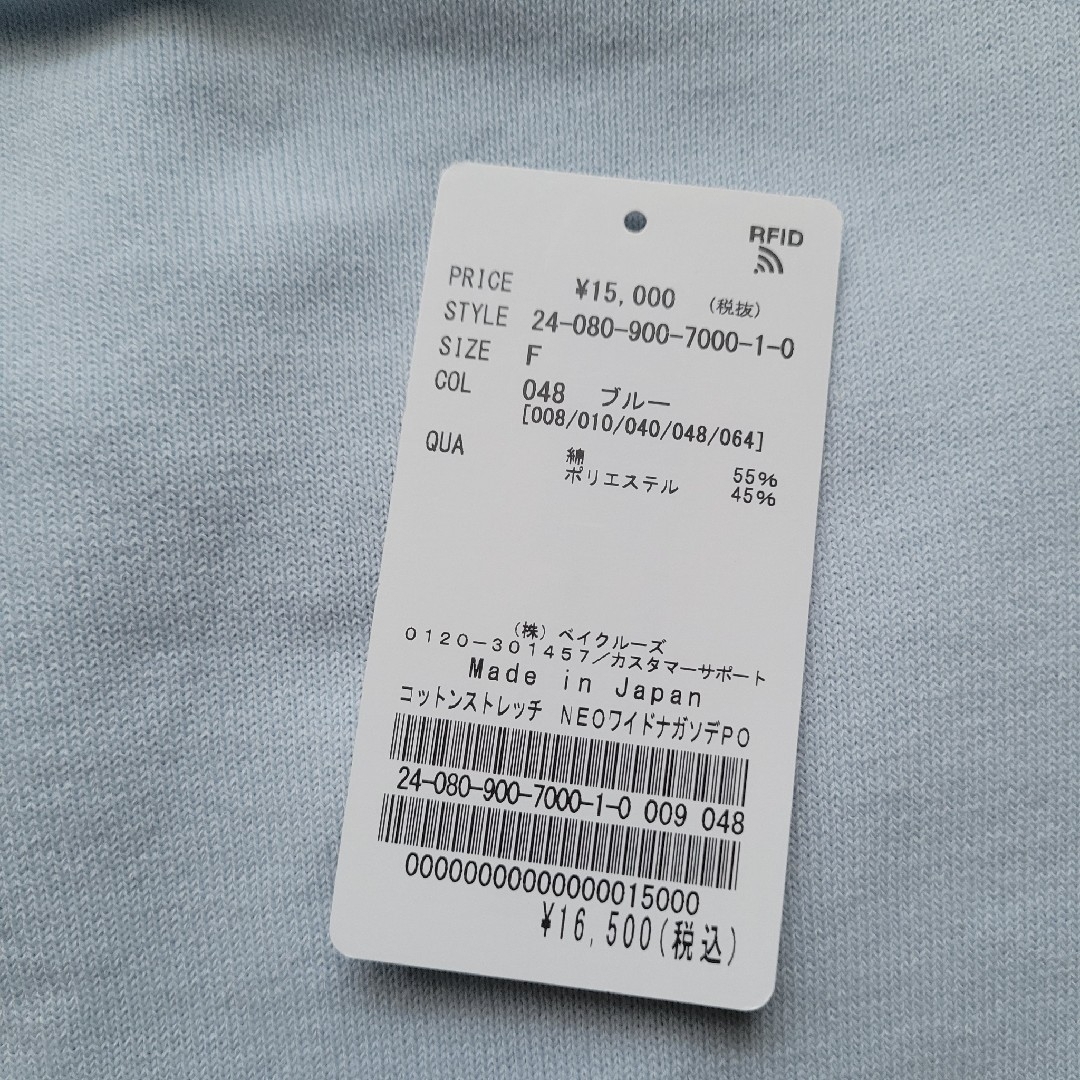 RFID
PRICE ¥15,000 (税抜)
STYLE 24-080-900-7000-1-0
SIZE F
COL 048 ブルー
[008/010/040/048/064]
QUA 綿 55%
ポリエステル 45%
(株)ベイクルーズ
0120-301457/カスタマーサポート
Made in Japan
コットンストレッチ NEOワイドナガソデPO
24-080-900-7000-1-0 009 048
00000000000000015000
¥16,500(税込)